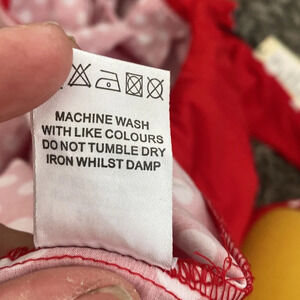 MACHINE WASH
WITH LIKE COLOURS
DO NOT TUMBLE DRY
IRON WHILST DAMP